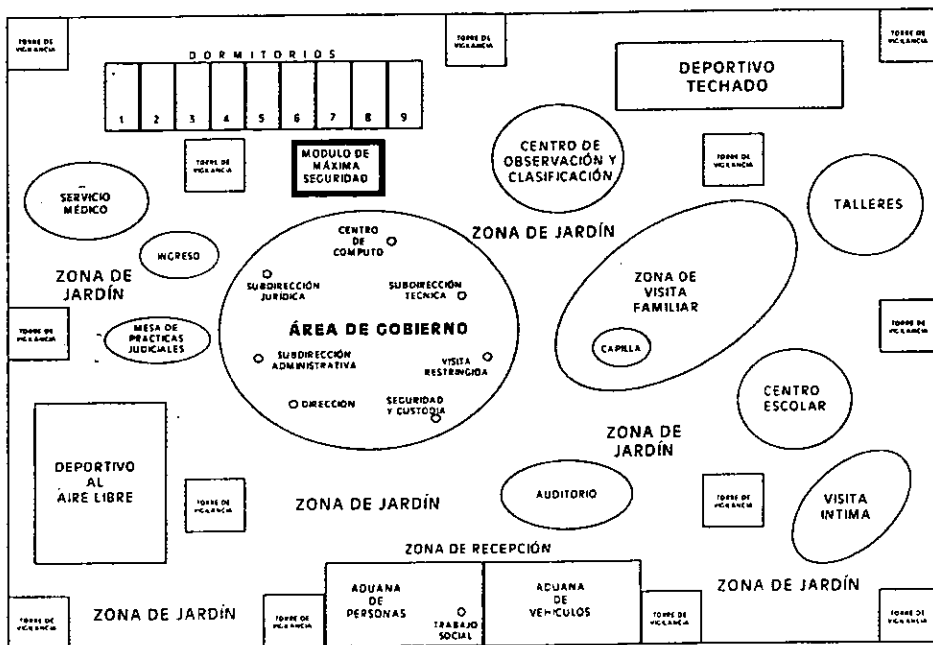 TORRE DE
VIGILANCIA
TORRE DE
VIGILANCIA
TORRE DE
VIGILANCIA
DORMITORIOS
1 2 3 4 5 6 7 8 9
DEPORTIVO
TECHADO
TORRE DE
VIGILANCIA
MODULO DE
MÁXIMA
SEGURIDAD
CENTRO DE
OBSERVACIÓN Y
CLASIFICACIÓN
TORRE DE
VIGILANCIA
SERVICIO
MÉDICO
TALLERES
INGRESO
ZONA DE JARDÍN
ZONA DE
JARDÍN
CENTRO
DE
COMPUTO
SUBDIRECCIÓN
JURÍDICA
SUBDIRECCIÓN
TECNICA
ÁREA DE GOBIERNO
SUBDIRECCIÓN
ADMINISTRATIVA
VISITA
RESTRINGIDA
DIRECCIÓN
SEGURIDAD
Y CUSTODIA
ZONA DE
VISITA
FAMILIAR
CAPILLA
TORRE DE
VIGILANCIA
MESA DE
PRACTICAS
JUDICIALES
TORRE DE
VIGILANCIA
CENTRO
ESCOLAR
ZONA DE
JARDÍN
DEPORTIVO
AL
AIRE LIBRE
TORRE DE
VIGILANCIA
ZONA DE JARDÍN
AUDITORIO
TORRE DE
VIGILANCIA
VISITA
INTIMA
ZONA DE RECEPCIÓN
ADUANA
DE
PERSONAS
TRABAJO
SOCIAL
ADUANA
DE
VEHICULOS
ZONA DE JARDÍN
TORRE DE
VIGILANCIA
ZONA DE JARDÍN
TORRE DE
VIGILANCIA
TORRE DE
VIGILANCIA
TORRE DE
VIGILANCIA